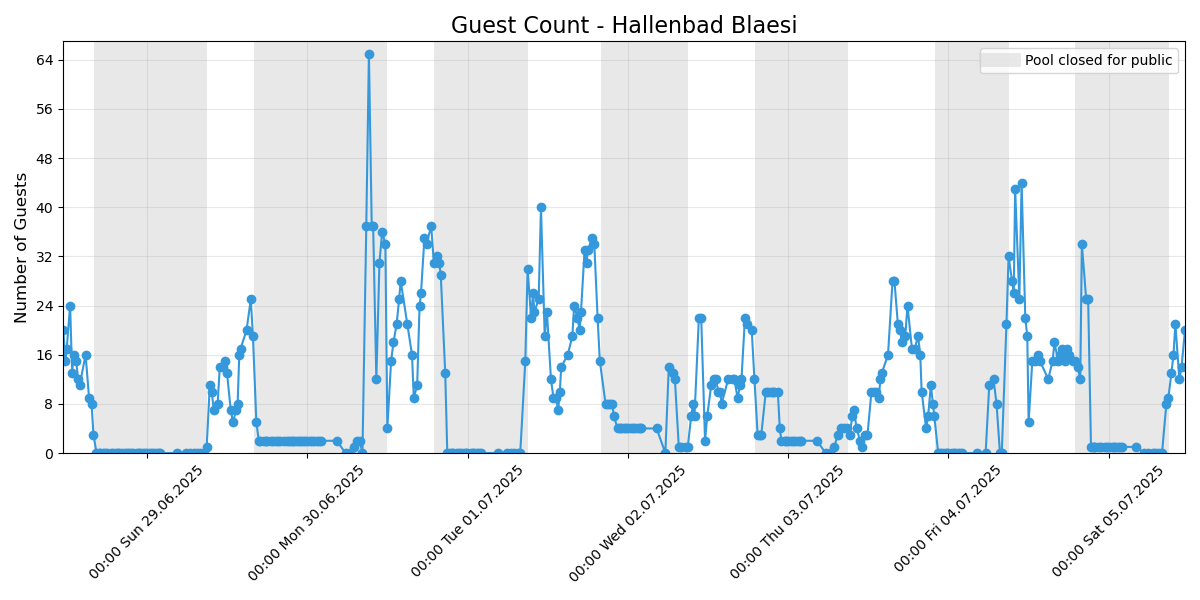 Guest Count - Hallenbad Blaesi
Pool closed for public
Number of Guests
64
56
48
40
32
24
16
8
0
00:00 Sun 29.06.2025
00:00 Mon 30.06.2025
00:00 Tue 01.07.2025
00:00 Wed 02.07.2025
00:00 Thu 03.07.2025
00:00 Fri 04.07.2025
00:00 Sat 05.07.2025